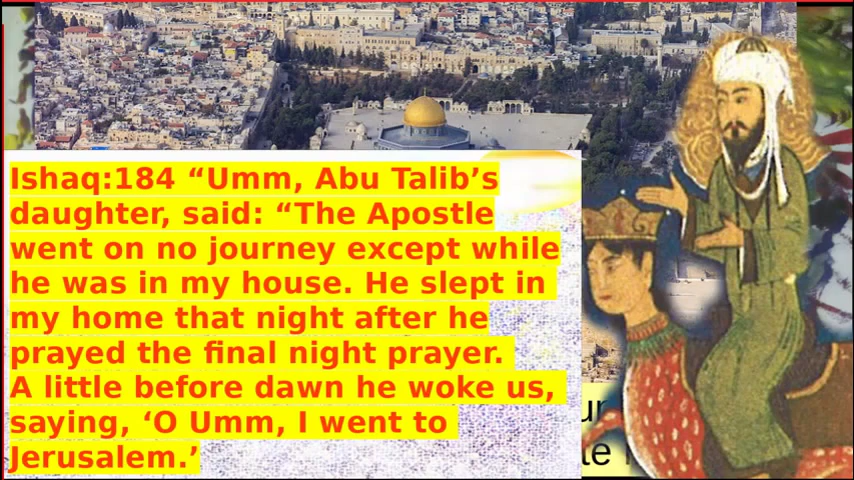 Ishaq:184 “Umm, Abu Talib’s
daughter, said: “The Apostle
went on no journey except while
he was in my house. He slept in
my home that night after he
prayed the final night prayer.
A little before dawn he woke us,
saying, ‘O Umm, I went to
Jerusalem.’